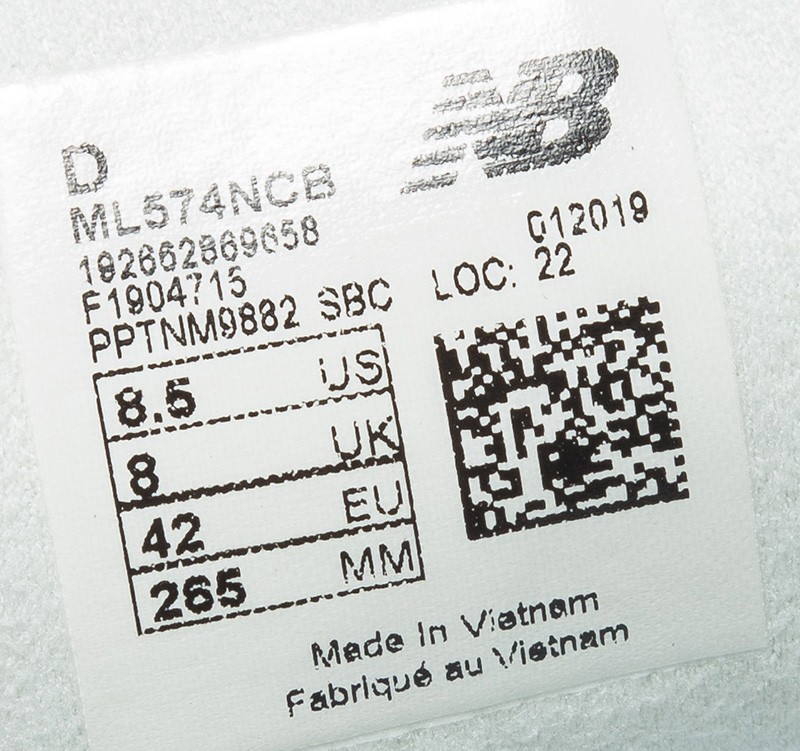 NB
D
ML574NCB
192662869658
F1904715
PPTNM9882 SBC
012019
LOC: 22
8.5 US
8 UK
42 EU
265 MM
Made in Vietnam
Fabriqué au Vietnam